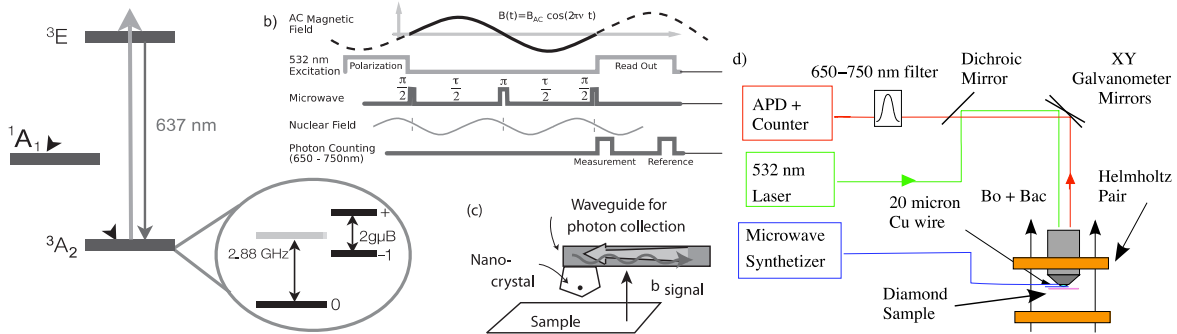 ³E
637 nm
¹A₁
³A₂
2.88 GHz
+
2gµB
−1
0
b)
AC Magnetic
Field
B(t)=B_AC cos(2πν t)
532 nm
Excitation
Polarization
Read Out
Microwave
π/2
τ/2
π
τ/2
π/2
Nuclear Field
Photon Counting
(650 - 750nm)
Measurement
Reference
(c)
Waveguide for
photon collection
Nano-
crystal
b signal
Sample
d)
650−750 nm filter
Dichroic
Mirror
XY
Galvanometer
Mirrors
APD +
Counter
532 nm
Laser
20 micron
Cu wire
Bo + Bac
Helmholtz
Pair
Microwave
Synthetizer
Diamond
Sample